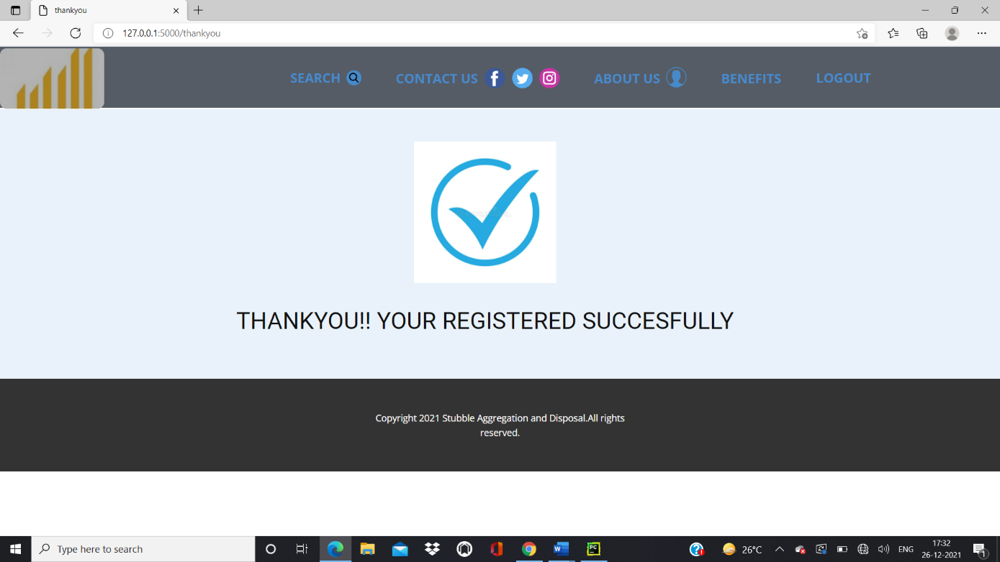 thankyou
127.0.0.1:5000/thankyou
SEARCH
CONTACT US
ABOUT US
BENEFITS
LOGOUT
THANKYOU!! YOUR REGISTERED SUCCESFULLY
Copyright 2021 Stubble Aggregation and Disposal.All rights
reserved.
Type here to search
W
PC
26°C
ENG
17:32
26-12-2021
1